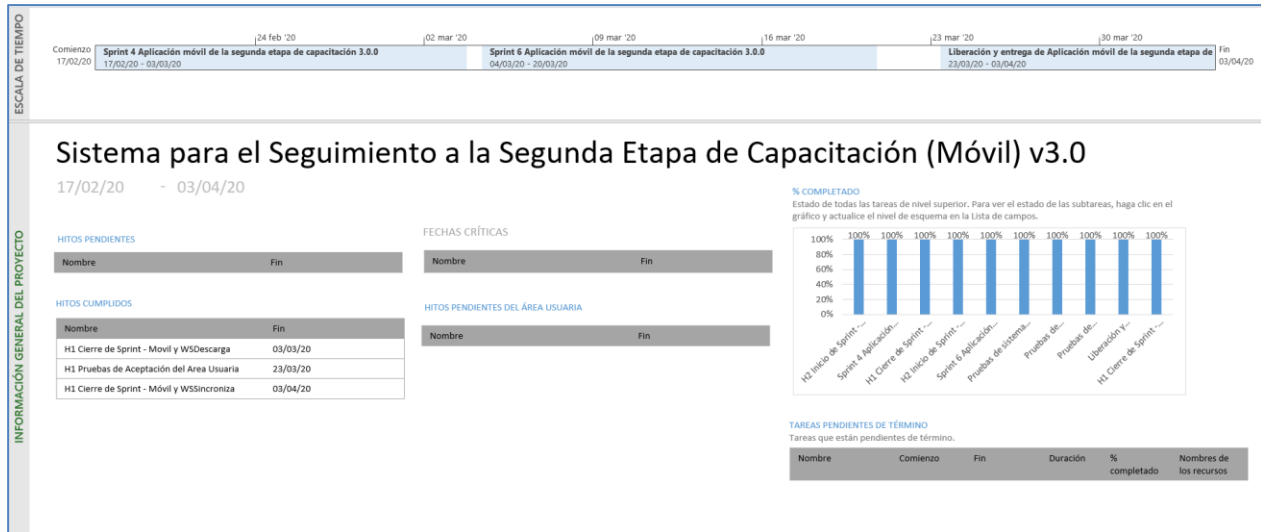 ESCALA DE TIEMPO
24 feb '20
02 mar '20
09 mar '20
16 mar '20
23 mar '20
30 mar '20
Comienzo
17/02/20
Sprint 4 Aplicación móvil de la segunda etapa de capacitación 3.0.0
17/02/20 - 03/03/20
Sprint 6 Aplicación móvil de la segunda etapa de capacitación 3.0.0
04/03/20 - 20/03/20
Liberación y entrega de Aplicación móvil de la segunda etapa de
23/03/20 - 03/04/20
Fin
03/04/20
INFORMACIÓN GENERAL DEL PROYECTO
Sistema para el Seguimiento a la Segunda Etapa de Capacitación (Móvil) v3.0
17/02/20 - 03/04/20
HITOS PENDIENTES
Nombre Fin
HITOS CUMPLIDOS
Nombre Fin
H1 Cierre de Sprint - Movil y WSDescarga 03/03/20
H1 Pruebas de Aceptación del Area Usuaria 23/03/20
H1 Cierre de Sprint - Móvil y WSSincroniza 03/04/20
FECHAS CRÍTICAS
Nombre Fin
HITOS PENDIENTES DEL ÁREA USUARIA
Nombre Fin
% COMPLETADO
Estado de todas las tareas de nivel superior. Para ver el estado de las subtareas, haga clic en el
gráfico y actualice el nivel de esquema en la Lista de campos.
100% 100% 100% 100% 100% 100% 100% 100% 100% 100%
100%
80%
60%
40%
20%
0%
H2 Inicio de Sprint -...
Sprint 4 Aplicación...
H1 Cierre de Sprint -...
H2 Inicio de Sprint -...
Sprint 6 Aplicación...
Pruebas de sistema...
Pruebas de...
Pruebas de...
Liberación y...
H1 Cierre de Sprint -...
TAREAS PENDIENTES DE TÉRMINO
Tareas que están pendientes de término.
Nombre Comienzo Fin Duración % completado Nombres de los recursos